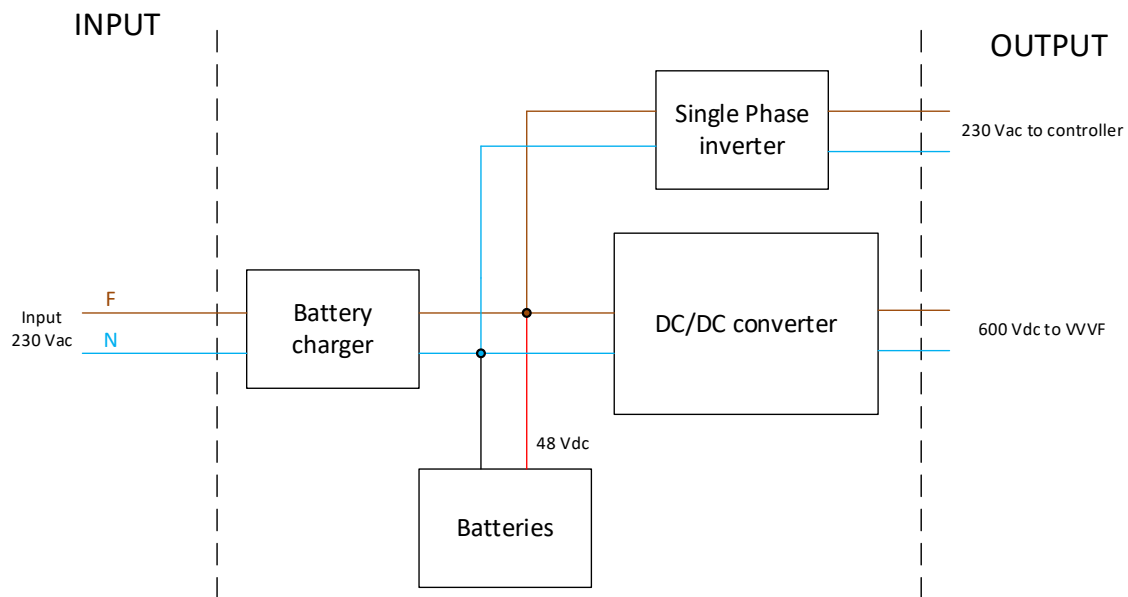 INPUT
OUTPUT
Single Phase
inverter
230 Vac to controller
F
Input
230 Vac
N
Battery
charger
DC/DC converter
600 Vdc to VVVF
48 Vdc
Batteries